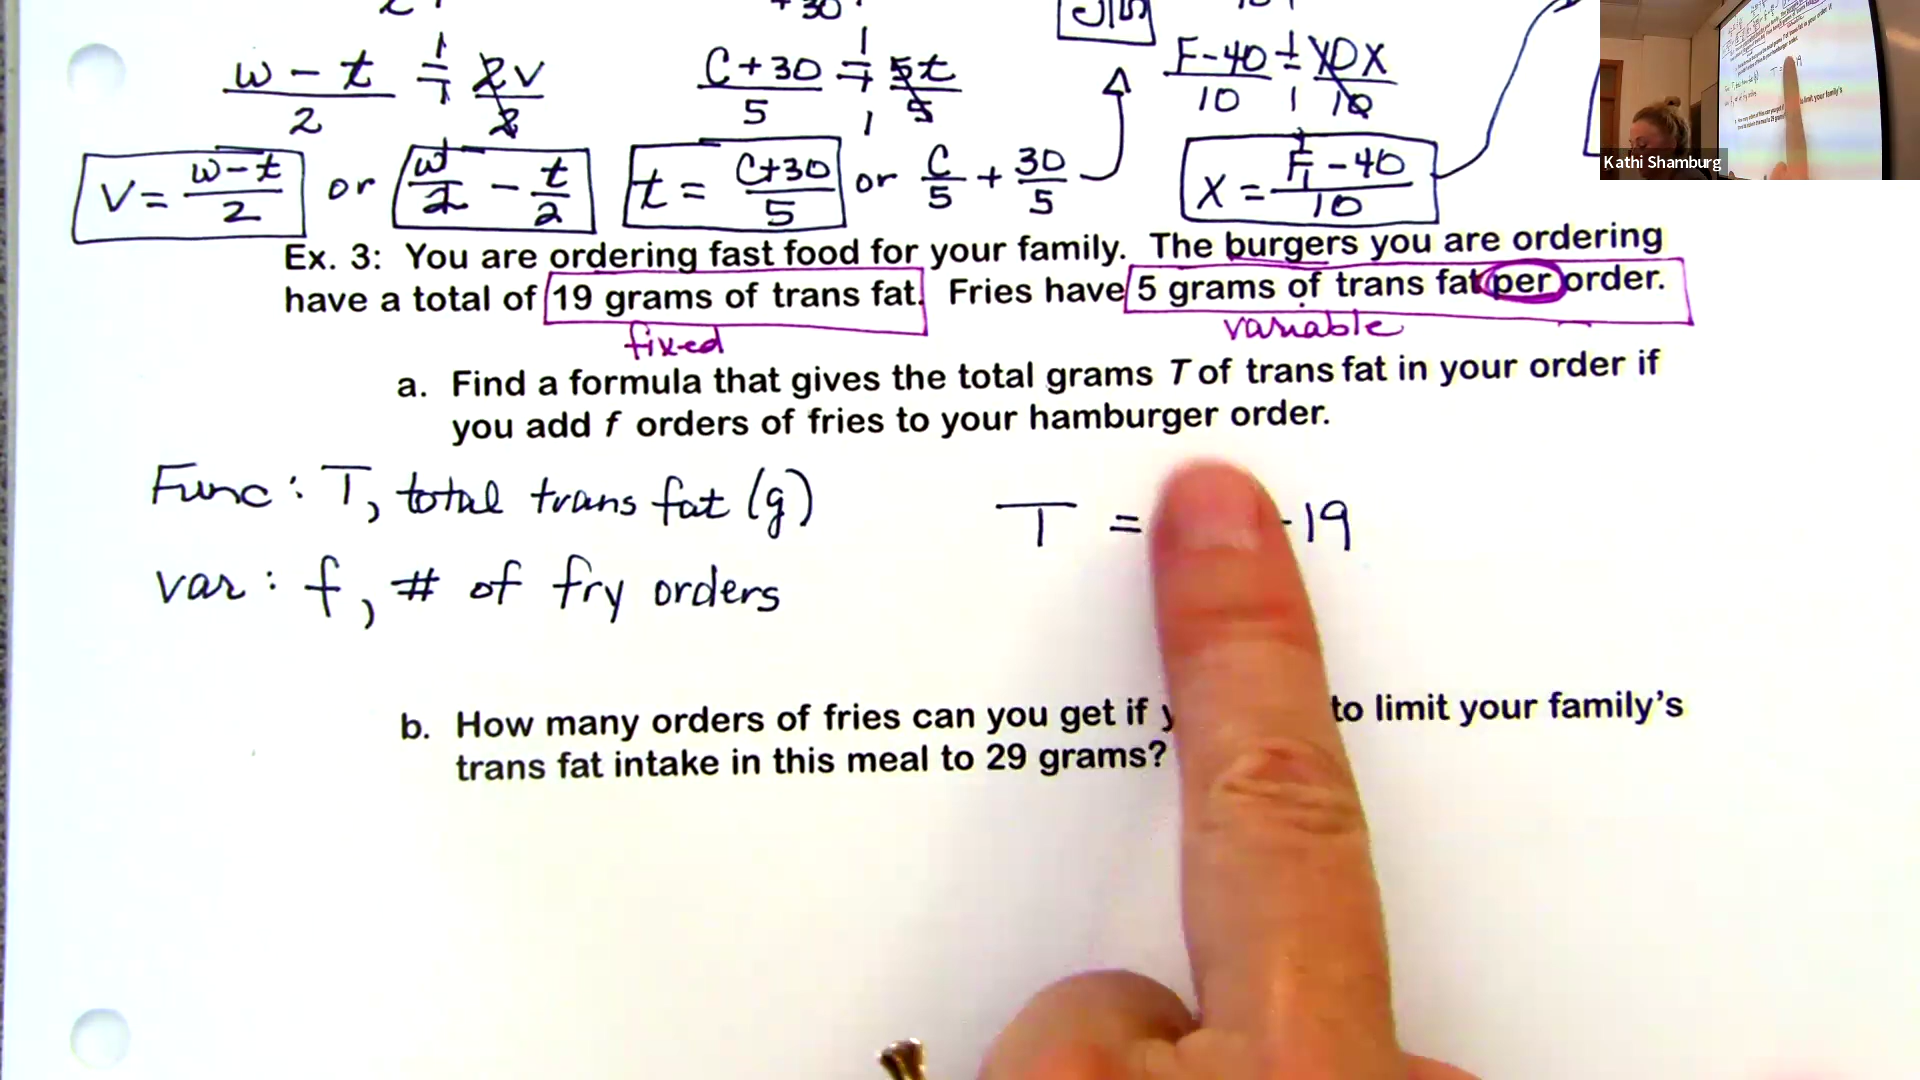 w - t = 2v
2 1 2
C + 30 = 5t
5 1 5
F - 40 = 10X
10 1 10
V = w - t / 2 or w/2 - t/2
t = C + 30 / 5 or C/5 + 30/5
X = F - 40 / 10
Kathi Shamburg
Ex. 3: You are ordering fast food for your family. The burgers you are ordering
have a total of 19 grams of trans fat. Fries have 5 grams of trans fat per order.
fixed variable
a. Find a formula that gives the total grams T of trans fat in your order if
you add f orders of fries to your hamburger order.
Func: T, total trans fat (g)
T = 19
var: f, # of fry orders
b. How many orders of fries can you get if to limit your family's
trans fat intake in this meal to 29 grams?